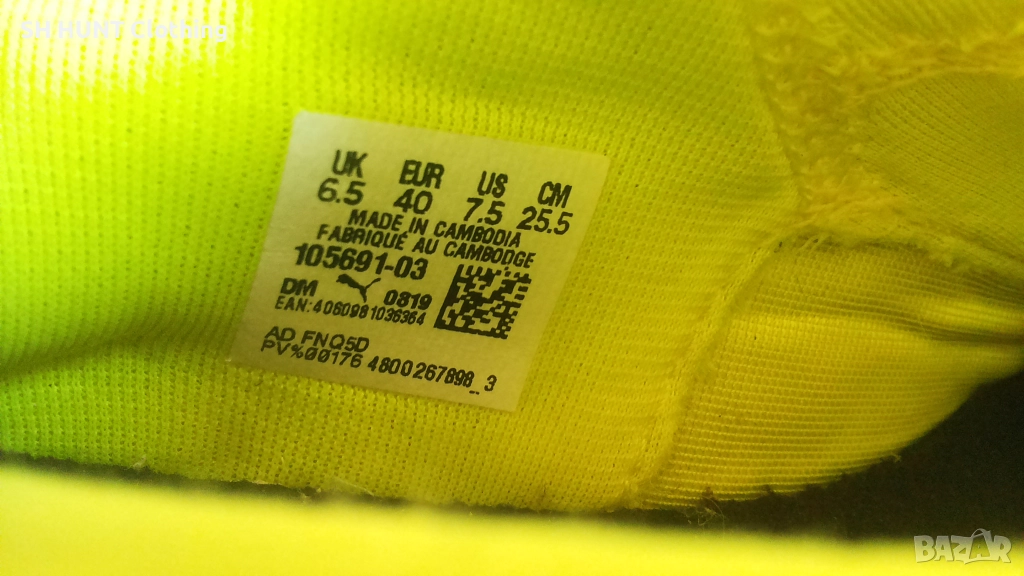 SH HUNT Clothing
UK EUR US CM
6.5 40 7.5 25.5
MADE IN CAMBODIA
FABRIQUÉ AU CAMBODGE
105691-03
DM 0819
EAN:4060981036364
AD FNQ5D
PV%00176 4800267898_3
BAZAR